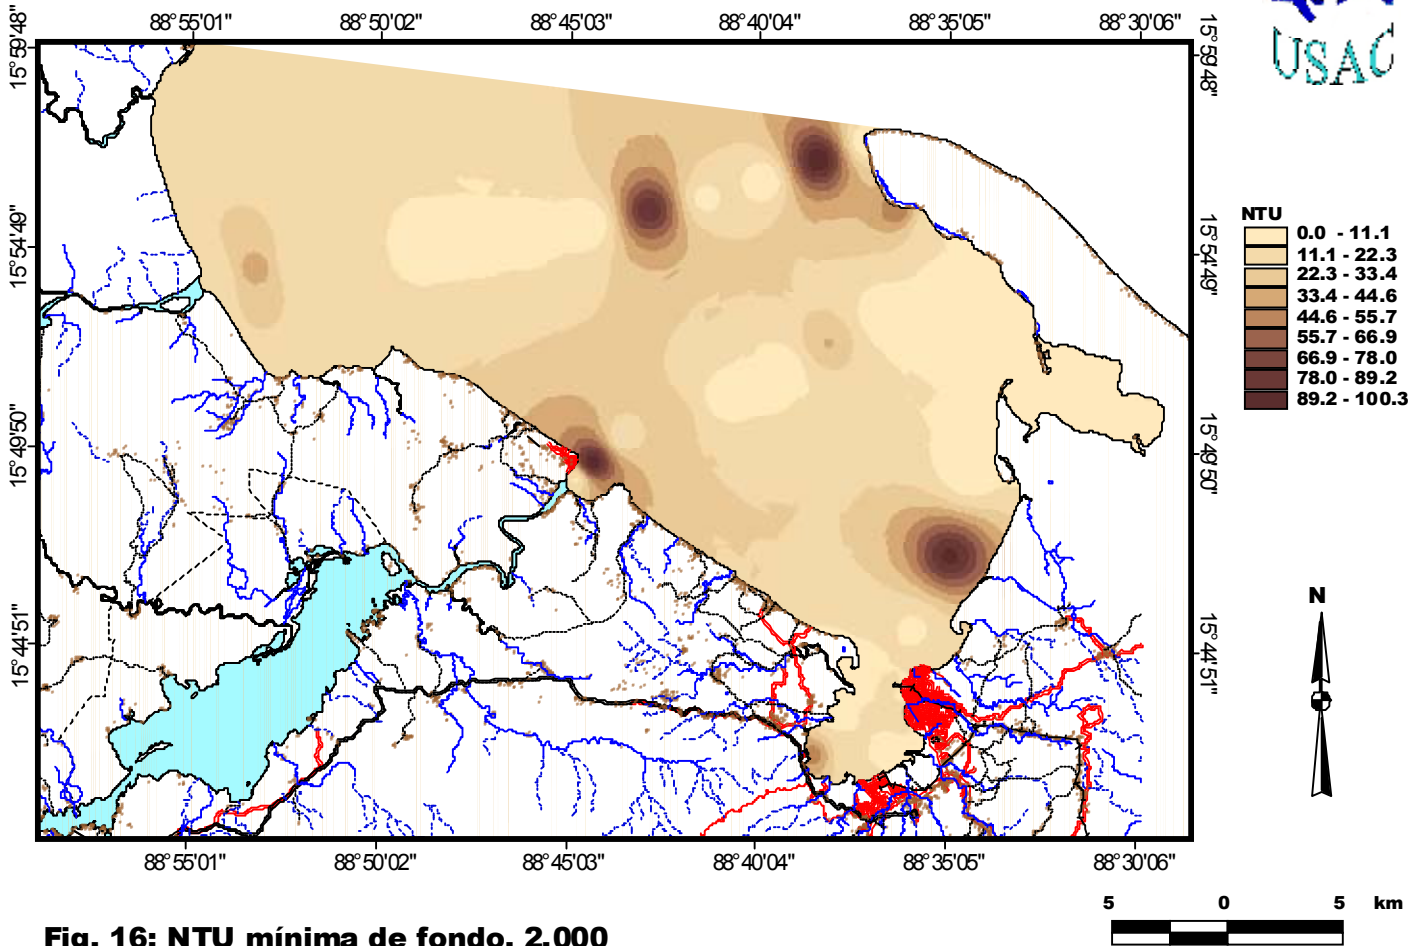 88°55'01" 88°50'02" 88°45'03" 88°40'04" 88°35'05" 88°30'06"
15°59'48"
15°54'49"
15°49'50"
15°44'51"
15°59'48"
15°54'49"
15°49'50"
15°44'51"
USAC
NTU
0.0 - 11.1
11.1 - 22.3
22.3 - 33.4
33.4 - 44.6
44.6 - 55.7
55.7 - 66.9
66.9 - 78.0
78.0 - 89.2
89.2 - 100.3
N
88°55'01" 88°50'02" 88°45'03" 88°40'04" 88°35'05" 88°30'06"
5 0 5 km
Fig. 16: NTU mínima de fondo, 2,000